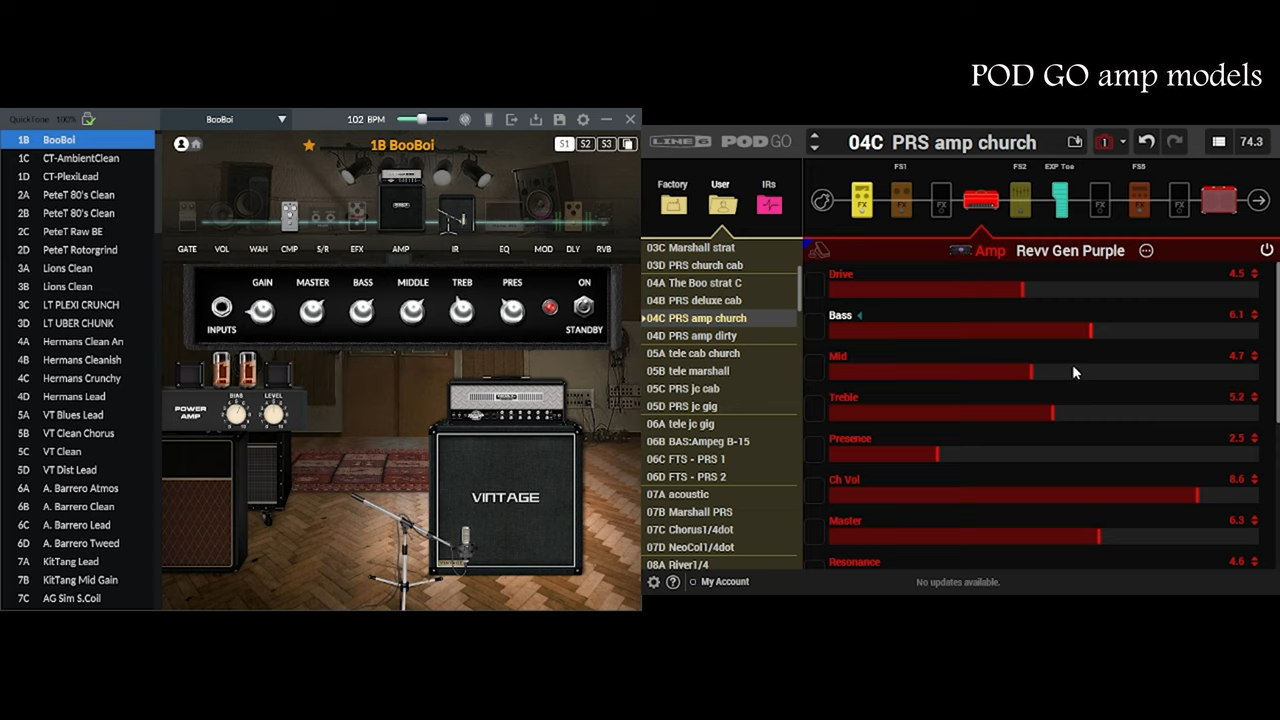 POD GO amp models
QuickTone 100%
BooBoi
102 BPM
1B BooBoi
1C CT-AmbientClean
1D CT-PlexiLead
2A PeteT 80's Clean
2B PeteT 80's Clean
2C PeteT Raw BE
2D PeteT Rotorgrind
3A Lions Clean
3B Lions Clean
3C LT PLEXI CRUNCH
3D LT UBER CHUNK
4A Hermans Clean An
4B Hermans Cleanish
4C Hermans Crunchy
4D Hermans Lead
5A VT Blues Lead
5B VT Clean Chorus
5C VT Clean
5D VT Dist Lead
6A A. Barrero Atmos
6B A. Barrero Clean
6C A. Barrero Lead
6D A. Barrero Tweed
7A KitTang Lead
7B KitTang Mid Gain
7C AG Sim S.Coil
1B BooBoi
S1 S2 S3
GATE VOL WAH CMP S/R EFX AMP IR EQ MOD DLY RVB
GAIN MASTER BASS MIDDLE TREB PRES ON
INPUTS STANDBY
POWER AMP
BIAS LEVEL
VINTAGE
LINE 6 POD GO
04C PRS amp church
1
74.3
Factory User IRs
FS1 FS2 EXP Toe FS5
FX FX FX FX FX FX
03C Marshall strat
03D PRS church cab
04A The Boo strat C
04B PRS deluxe cab
04C PRS amp church
04D PRS amp dirty
05A tele cab church
05B tele marshall
05C PRS jc cab
05D PRS jc gig
06A tele jc gig
06B BAS:Ampeg B-15
06C FTS - PRS 1
06D FTS - PRS 2
07A acoustic
07B Marshall PRS
07C Chorus1/4dot
07D NeoCol1/4dot
08A River1/4
Amp Revv Gen Purple
Drive 4.5
Bass 6.1
Mid 4.7
Treble 5.2
Presence 2.5
Ch Vol 8.6
Master 6.3
Resonance 4.6
My Account
No updates available.